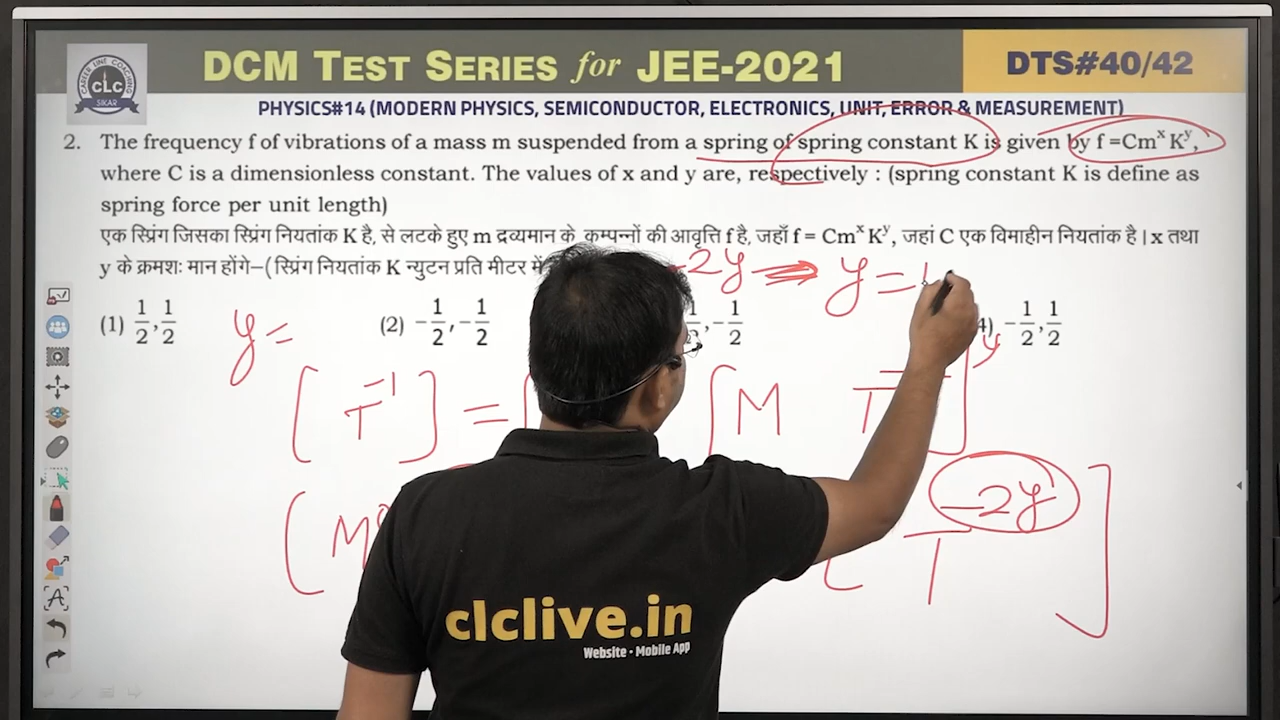 DCM TEST SERIES for JEE-2021
DTS#40/42
CLC
SIKAR
PHYSICS#14 (MODERN PHYSICS, SEMICONDUCTOR, ELECTRONICS, UNIT, ERROR & MEASUREMENT)
2. The frequency f of vibrations of a mass m suspended from a spring of spring constant K is given by f =Cm^x K^y,
where C is a dimensionless constant. The values of x and y are, respectively : (spring constant K is define as
spring force per unit length)
एक स्प्रिंग जिसका स्प्रिंग नियतांक K है, से लटके हुए m द्रव्यमान के कम्पन्नों की आवृत्ति f है, जहाँ f = Cm^x K^y, जहां C एक विमाहीन नियतांक है। x तथा
y के क्रमशः मान होंगे–(स्प्रिंग नियतांक K न्युटन प्रति मीटर में
-2y ⇒ y =
(1) 1/2, 1/2 (2) -1/2, -1/2 , -1/2 4) -1/2, 1/2
y =
[T^-1] = [ [M T ]^y
[M T^-2y]
clclive.in
Website • Mobile App